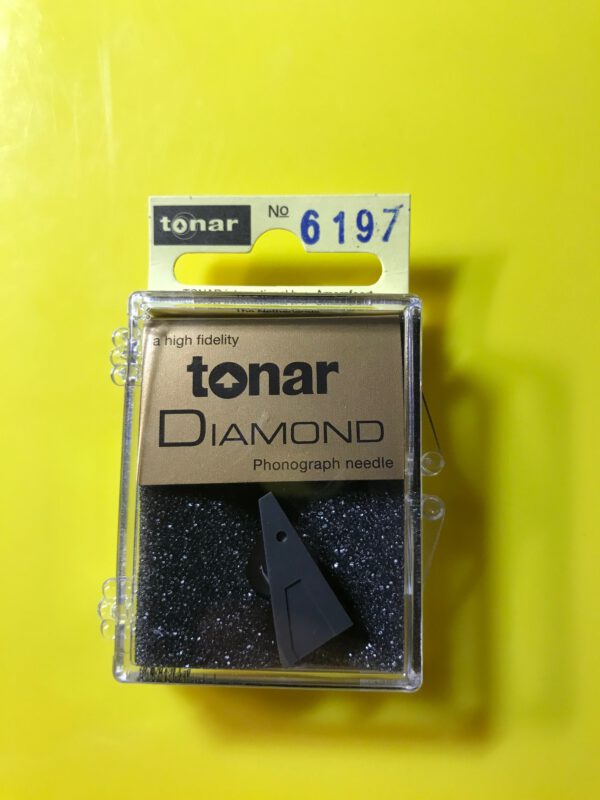 tonar
No 6197
a high fidelity
tonar
DIAMOND
Phonograph needle